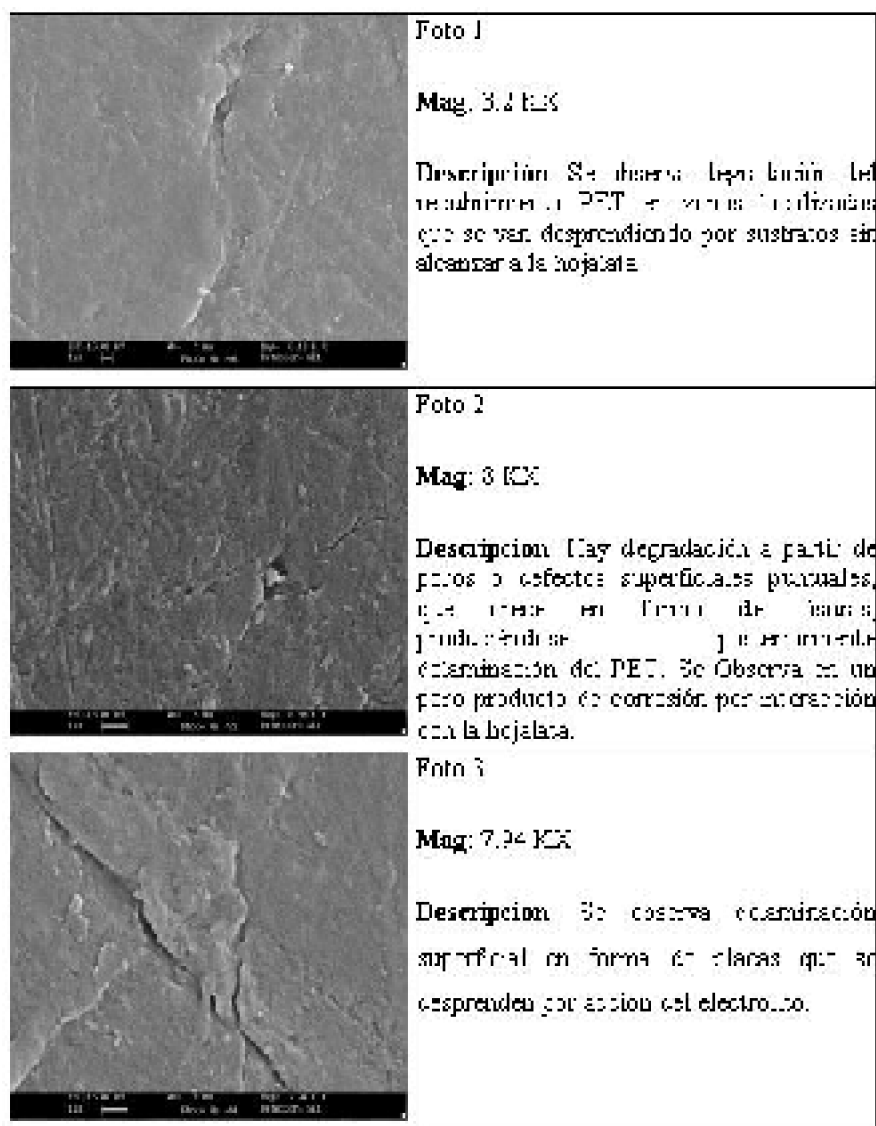 Foto 1
Mag: 3.2 KX
Descripción Se observa degradación del
recubrimiento PET en zonas localizadas
que se van desprendiendo por sustratos sin
alcanzar a la hojalata
Foto 2
Mag: 8 KX
Descripcion Hay degradación a partir de
poros o defectos superficiales puntuales,
que crece en forma de fisuras,
produciéndose posteriormente
delaminación del PET. Se Observa en un
poro producto de corrosión por interacción
con la hojalata.
Foto 3
Mag: 7.94 KX
Descripcion Se observa delaminación
superficial en forma de placas que se
desprenden por accion del electrolito.